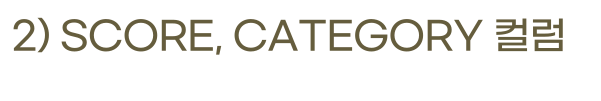 2) SCORE, CATEGORY 컬럼